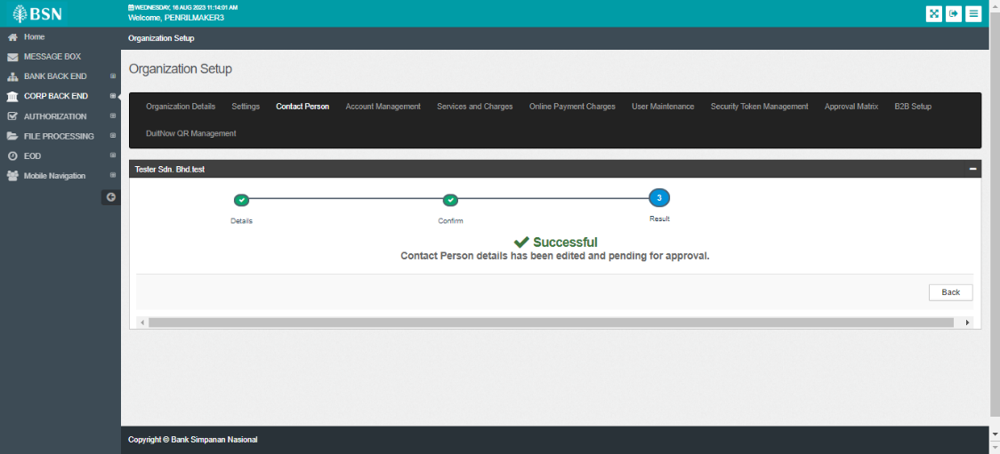 BSN
WEDNESDAY, 16 AUG 2023 11:14:01 AM
Welcome, PENRILMAKER3
Home
MESSAGE BOX
BANK BACK END
CORP BACK END
AUTHORIZATION
FILE PROCESSING
EOD
Mobile Navigation
Organization Setup
Organization Setup
Organization Details Settings Contact Person Account Management Services and Charges Online Payment Charges User Maintenance Security Token Management Approval Matrix B2B Setup
DuitNow QR Management
Tester Sdn. Bhd.test
3
Details Confirm Result
Successful
Contact Person details has been edited and pending for approval.
Back
Copyright © Bank Simpanan Nasional